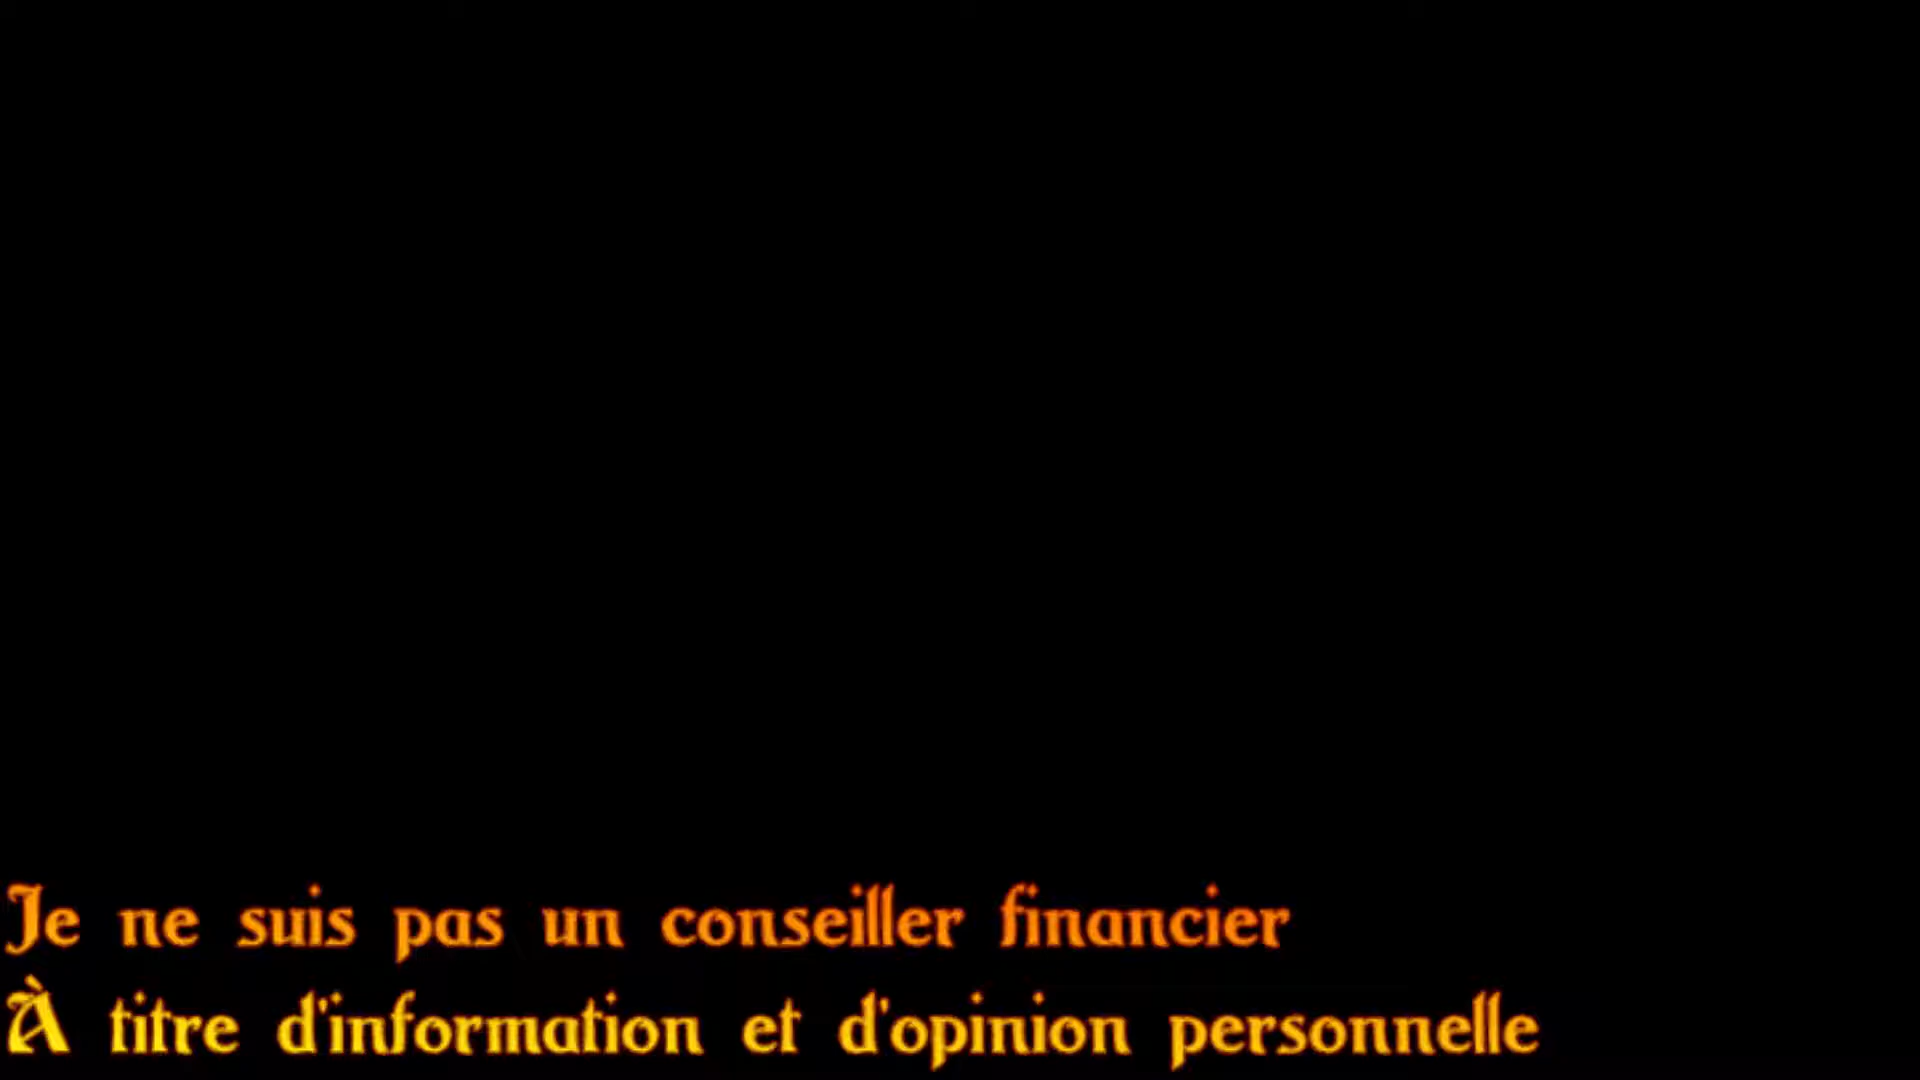 Je ne suis pas un conseiller financier
À titre d'information et d'opinion personnelle